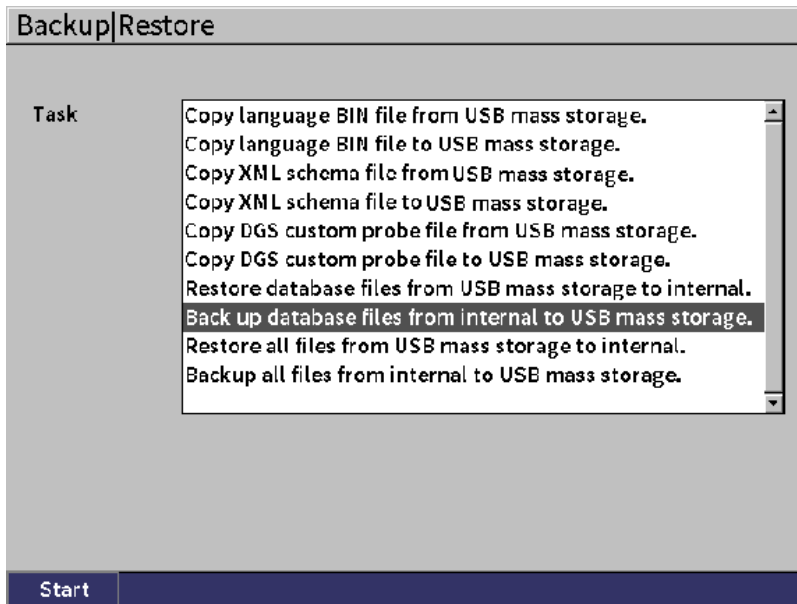 Backup|Restore
Task
Copy language BIN file from USB mass storage.
Copy language BIN file to USB mass storage.
Copy XML schema file from USB mass storage.
Copy XML schema file to USB mass storage.
Copy DGS custom probe file from USB mass storage.
Copy DGS custom probe file to USB mass storage.
Restore database files from USB mass storage to internal.
Back up database files from internal to USB mass storage.
Restore all files from USB mass storage to internal.
Backup all files from internal to USB mass storage.
Start